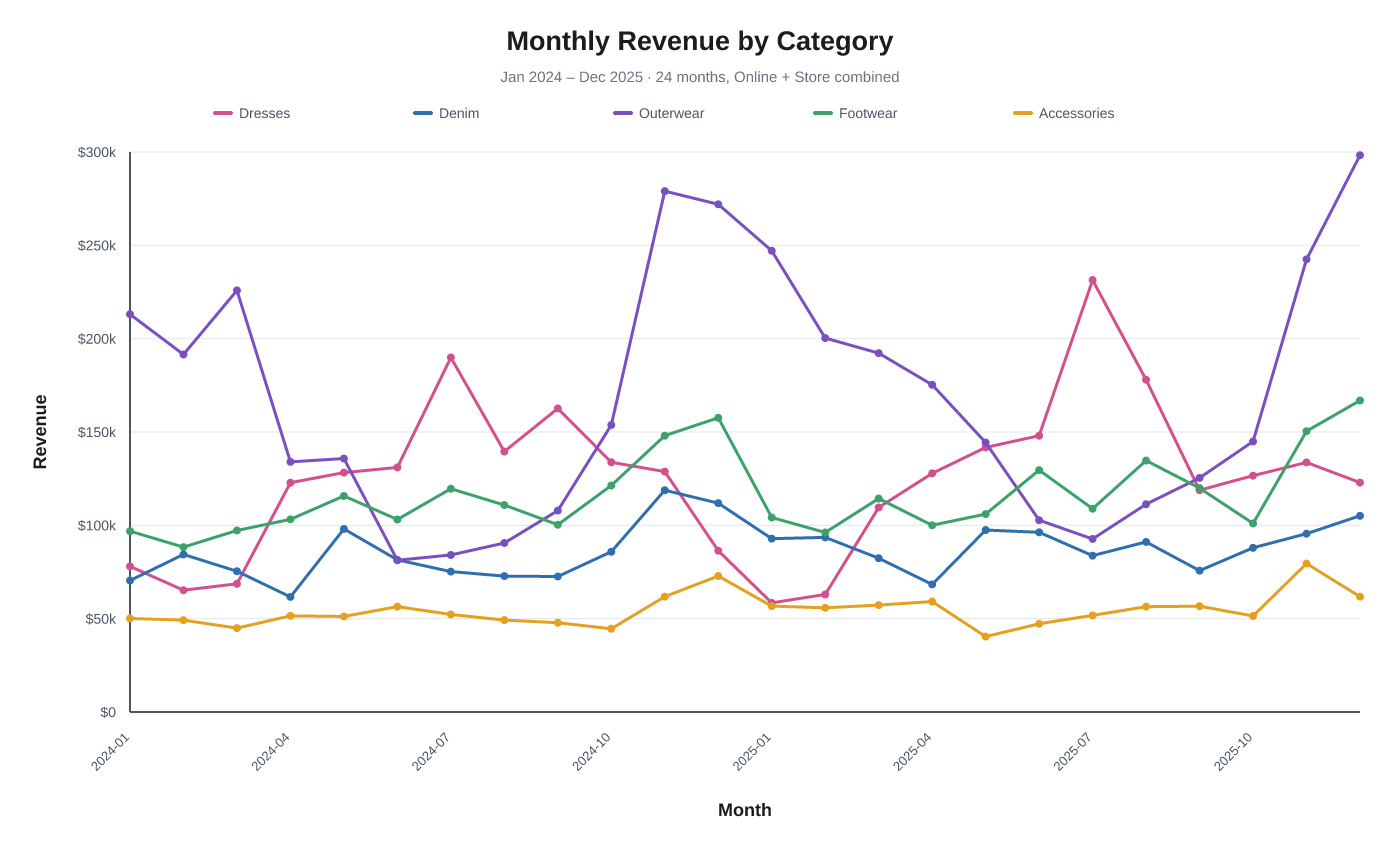 Monthly Revenue by Category
Jan 2024 – Dec 2025 · 24 months, Online + Store combined
Dresses Denim Outerwear Footwear Accessories
$300k
$250k
$200k
$150k
$100k
$50k
$0
Revenue
2024-01 2024-04 2024-07 2024-10 2025-01 2025-04 2025-07 2025-10
Month